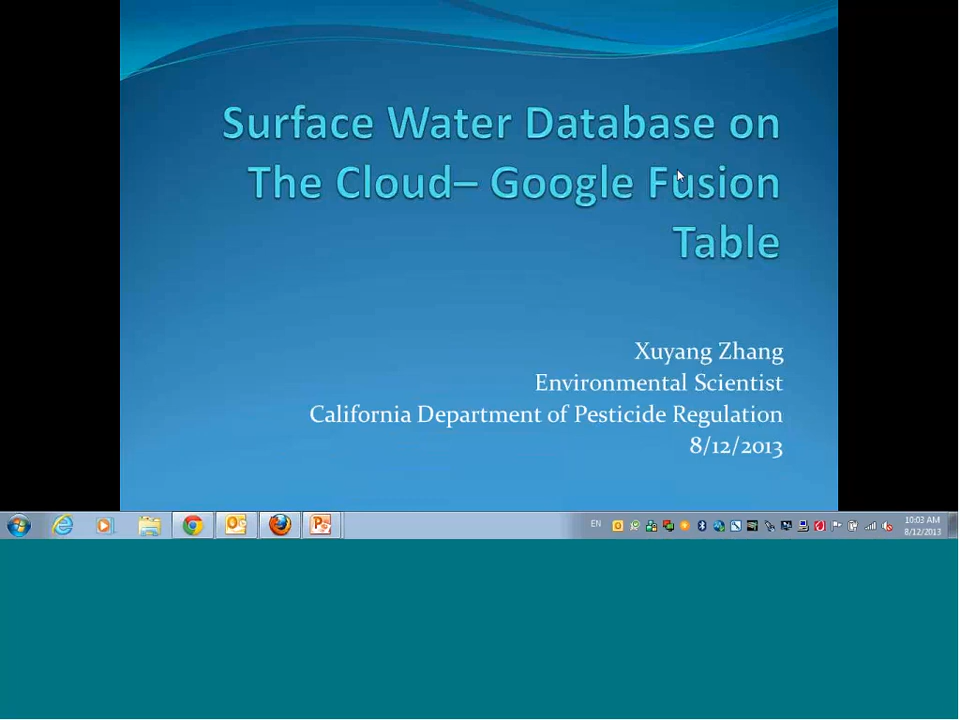 Surface Water Database on
The Cloud– Google Fusion
Table
Xuyang Zhang
Environmental Scientist
California Department of Pesticide Regulation
8/12/2013
EN
10:03 AM
8/12/2013